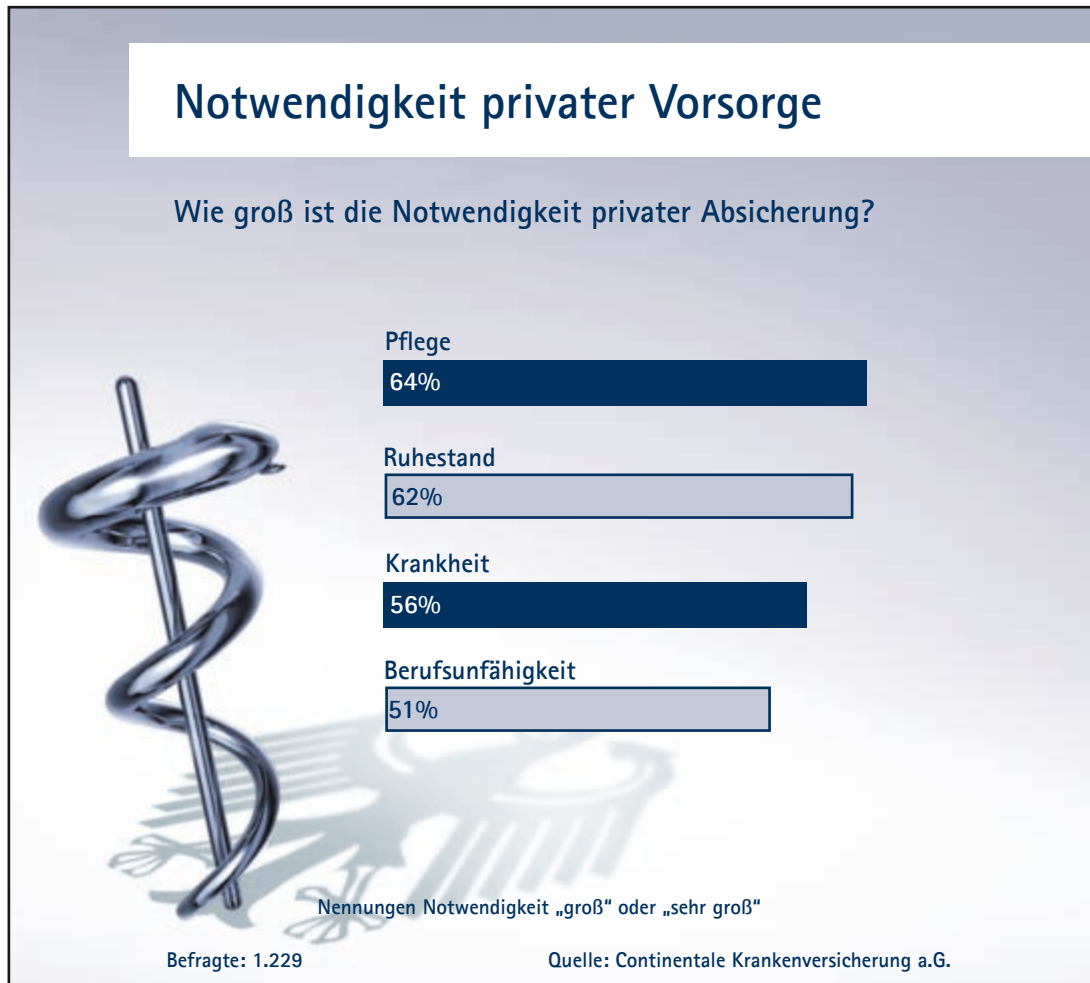 Notwendigkeit privater Vorsorge
Wie groß ist die Notwendigkeit privater Absicherung?
Pflege
64%
Ruhestand
62%
Krankheit
56%
Berufsunfähigkeit
51%
Nennungen Notwendigkeit „groß“ oder „sehr groß“
Befragte: 1.229
Quelle: Continentale Krankenversicherung a.G.